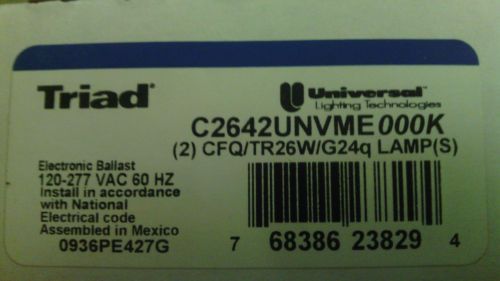 Triad®
Universal™
Lighting Technologies
C2642UNVME000K
(2) CFQ/TR26W/G24q LAMP(S)
Electronic Ballast
120-277 VAC 60 HZ
Install in accordance
with National
Electrical code
Assembled in Mexico
0936PE427G
7 68386 23829 4